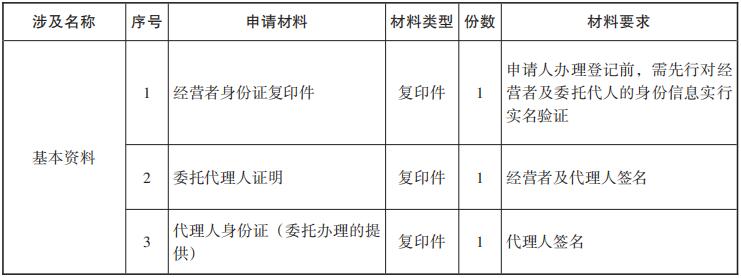 涉及名称 序号 申请材料 材料类型 份数 材料要求
基本资料
1 经营者身份证复印件 复印件 1 申请人办理登记前，需先行对经
营者及委托代人的身份信息实行
实名验证
2 委托代理人证明 复印件 1 经营者及代理人签名
3 代理人身份证（委托办理的提
供） 复印件 1 代理人签名